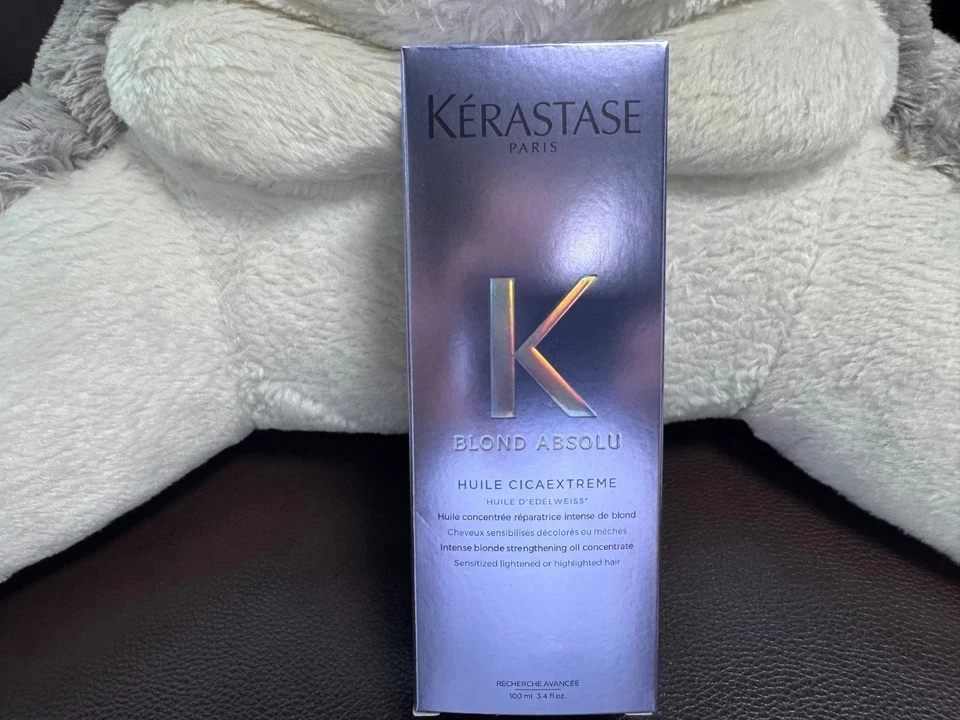 KÉRASTASE
PARIS
K
BLOND ABSOLU
HUILE CICAEXTREME
HUILE D'EDELWEISS*
Huile concentrée réparatrice intense de blond
Cheveux sensibilisés décolorés ou méchés
Intense blonde strengthening oil concentrate
Sensitized lightened or highlighted hair
RECHERCHE AVANCÉE
100 ml 3.4 fl.oz.